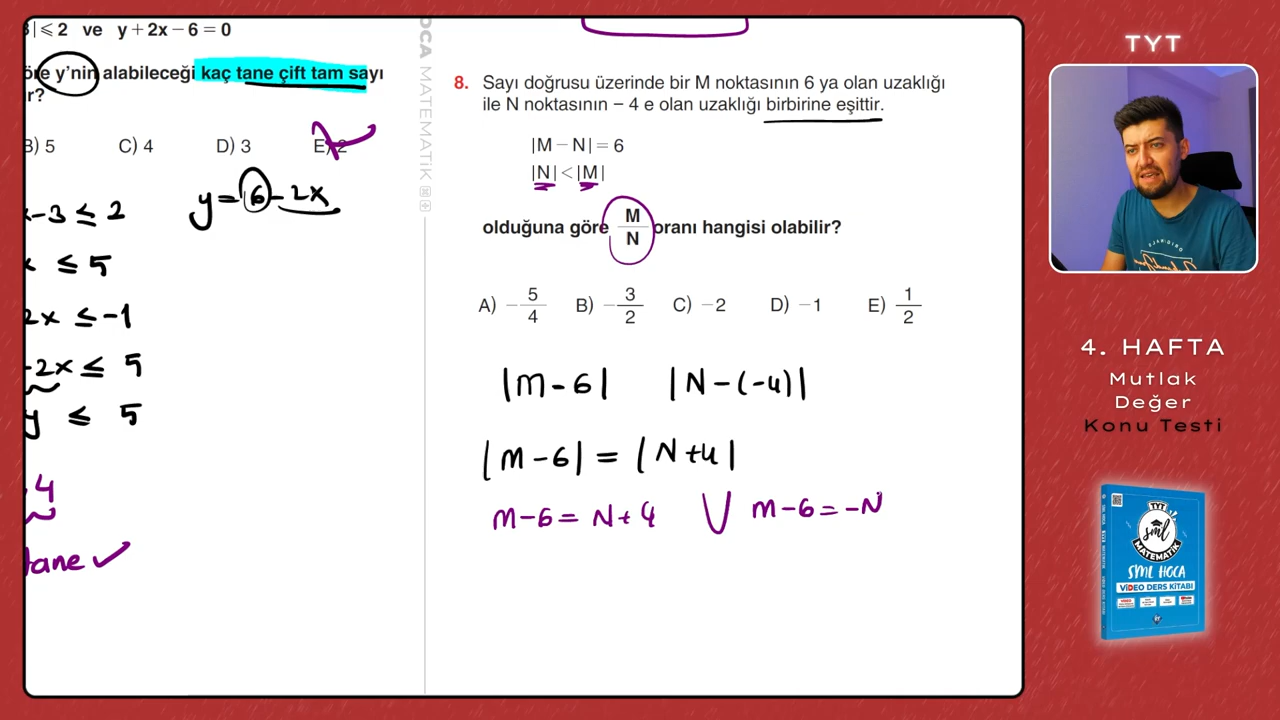 | ⩽ 2 ve y + 2x − 6 = 0
y'nin alabileceği kaç tane çift tam sayı
r?
B) 5 C) 4 D) 3 E) 2
y = 6 - 2x
-3 ≤ 2
≤ 5
2x ≤ -1
-2x ≤ 5
y ≤ 5
4
tane ✓
OCA MATEMATİK
8. Sayı doğrusu üzerinde bir M noktasının 6 ya olan uzaklığı
ile N noktasının − 4 e olan uzaklığı birbirine eşittir.
|M − N| = 6
|N| < |M|
olduğuna göre M/N oranı hangisi olabilir?
A) −5/4 B) −3/2 C) −2 D) −1 E) 1/2
|m - 6| |N - (-4)|
|m - 6| = |N + 4|
m - 6 = N + 4 V m - 6 = -N
TYT
4. HAFTA
Mutlak
Değer
Konu Testi
TYT
SML
MATEMATİK
SML HOCA
VİDEO DERS KİTABI